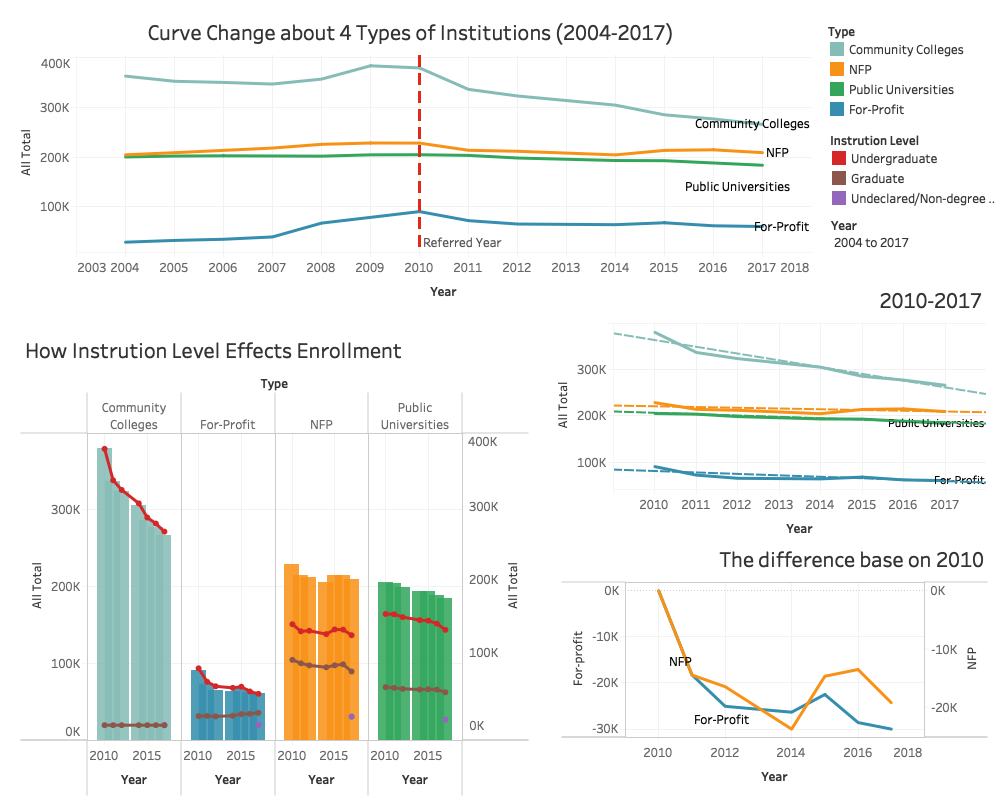 Curve Change about 4 Types of Institutions (2004-2017)
400K
300K
200K
100K
All Total
Community Colleges
NFP
Public Universities
For-Profit
Referred Year
2003 2004 2005 2006 2007 2008 2009 2010 2011 2012 2013 2014 2015 2016 2017 2018
Year
Type
Community Colleges
NFP
Public Universities
For-Profit
Instrution Level
Undergraduate
Graduate
Undeclared/Non-degree ..
Year
2004 to 2017
How Instrution Level Effects Enrollment
Type
Community Colleges
For-Profit
NFP
Public Universities
300K
200K
100K
0K
All Total
400K
300K
200K
100K
0K
All Total
2010 2015 2010 2015 2010 2015 2010 2015
Year Year Year Year
2010-2017
300K
200K
100K
All Total
Public Universities
For-Profit
2010 2011 2012 2013 2014 2015 2016 2017
Year
The difference base on 2010
0K
-10K
-20K
-30K
For-profit
NFP
For-Profit
0K
-10K
-20K
NFP
2010 2012 2014 2016 2018
Year